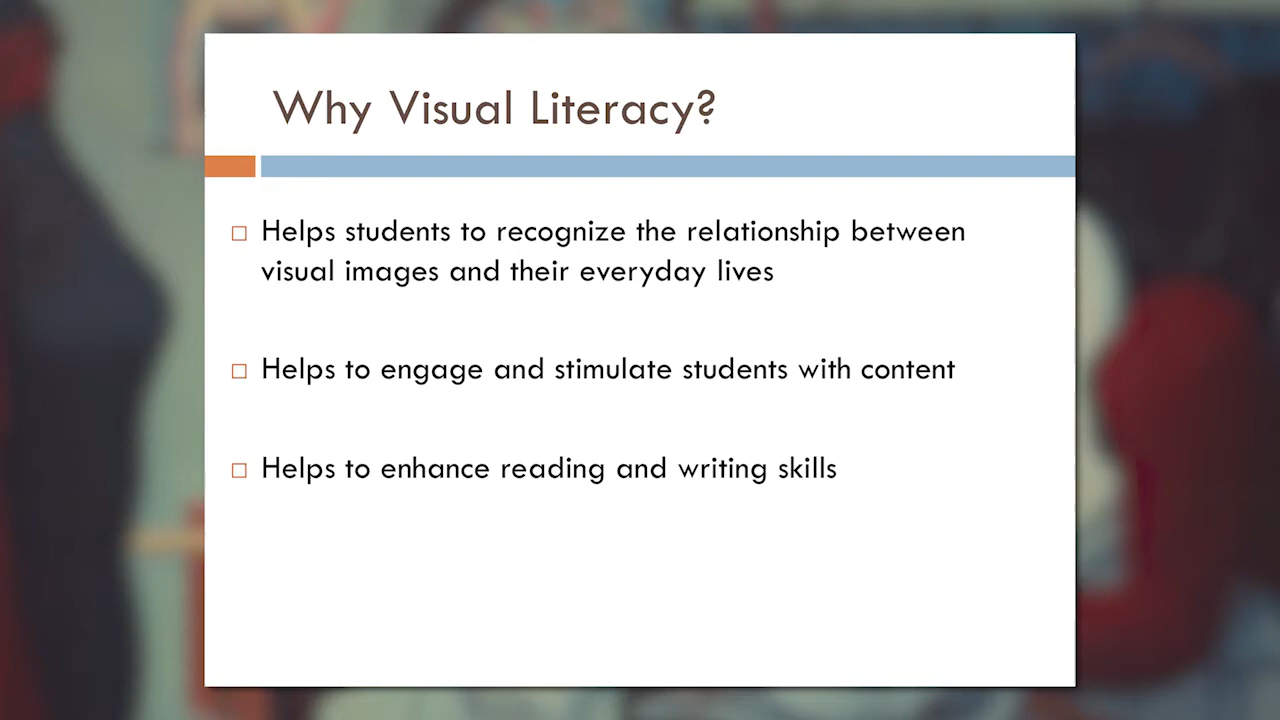 Why Visual Literacy?
Helps students to recognize the relationship between
visual images and their everyday lives
Helps to engage and stimulate students with content
Helps to enhance reading and writing skills